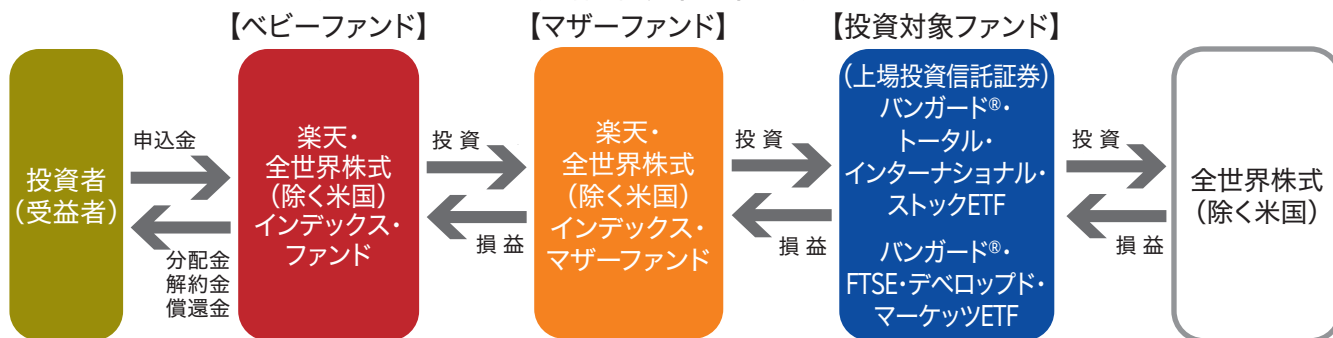 【ベビーファンド】
【マザーファンド】
【投資対象ファンド】
投資者
(受益者)
申込金
分配金
解約金
償還金
楽天・
全世界株式
(除く米国)
インデックス・
ファンド
投資
損益
楽天・
全世界株式
(除く米国)
インデックス・
マザーファンド
投資
損益
(上場投資信託証券)
バンガード®・
トータル・
インターナショナル・
ストックETF
バンガード®・
FTSE・デベロップド・
マーケッツETF
投資
損益
全世界株式
(除く米国)